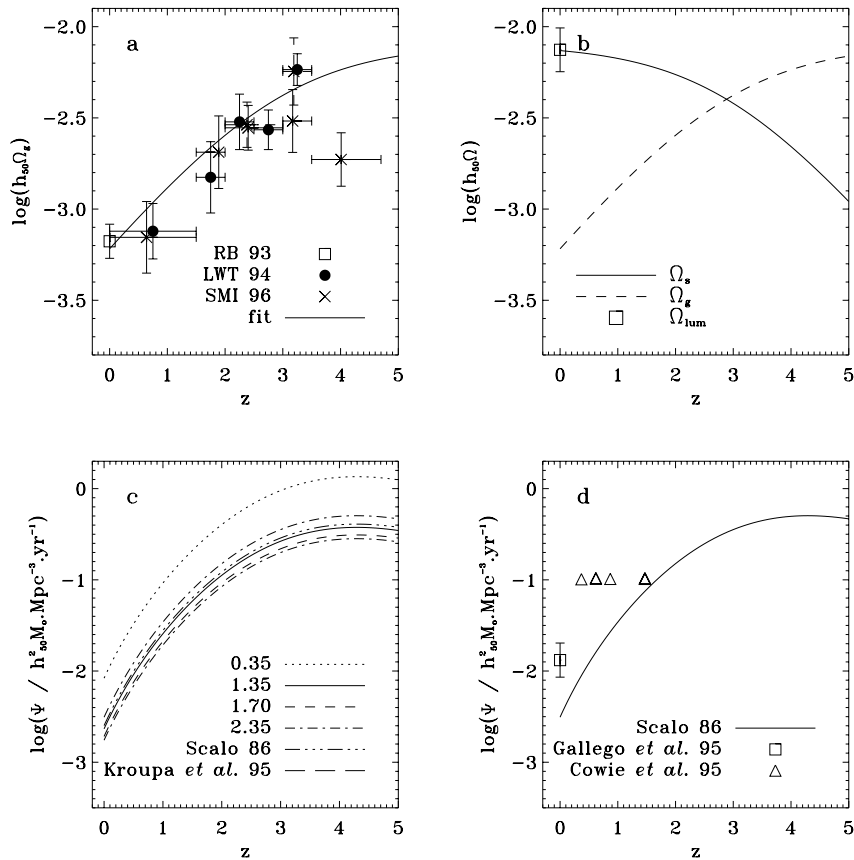 a
log(h₅₀Ω_g)
−2.0
−2.5
−3.0
−3.5
RB 93
LWT 94
SMI 96
fit
0 1 2 3 4 5
z
b
log(h₅₀Ω)
−2.0
−2.5
−3.0
−3.5
Ω_s
Ω_g
Ω_lum
0 1 2 3 4 5
z
c
log(Ψ / h²₅₀M₀.Mpc⁻³.yr⁻¹)
0
−1
−2
−3
0.35
1.35
1.70
2.35
Scalo 86
Kroupa et al. 95
0 1 2 3 4 5
z
d
log(Ψ / h²₅₀M₀.Mpc⁻³.yr⁻¹)
0
−1
−2
−3
Scalo 86
Gallego et al. 95
Cowie et al. 95
0 1 2 3 4 5
z